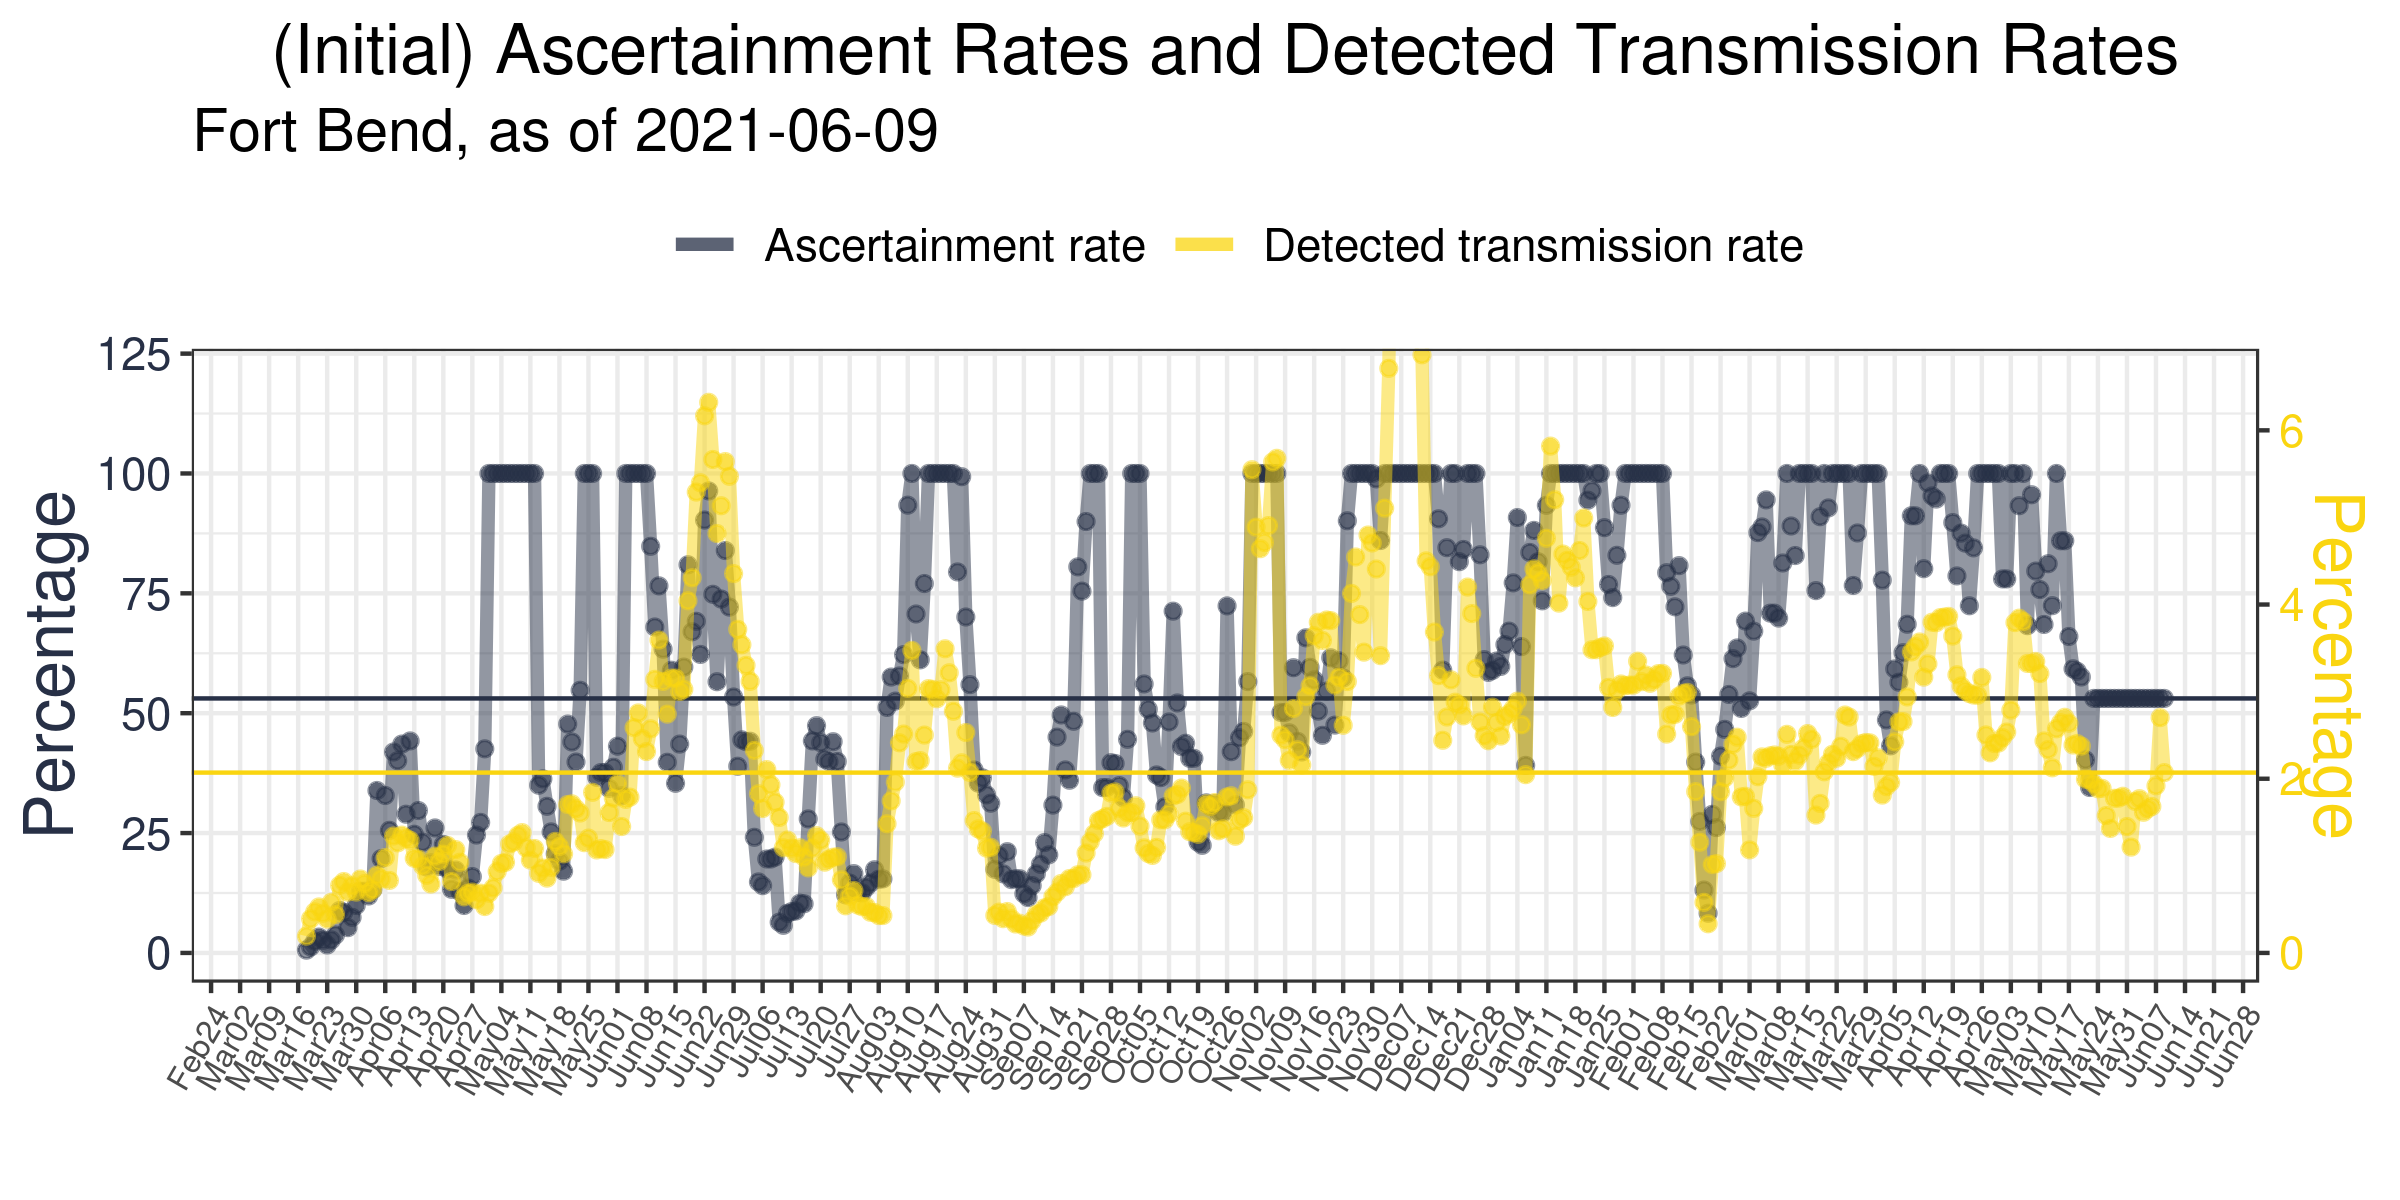 (Initial) Ascertainment Rates and Detected Transmission Rates
Fort Bend, as of 2021-06-09
Ascertainment rate
Detected transmission rate
Percentage
125
100
75
50
25
0
6
4
2
0
Percentage
Feb24
Mar02
Mar09
Mar16
Mar23
Mar30
Apr06
Apr13
Apr20
Apr27
May04
May11
May18
May25
Jun01
Jun08
Jun15
Jun22
Jun29
Jul06
Jul13
Jul20
Jul27
Aug03
Aug10
Aug17
Aug24
Aug31
Sep07
Sep14
Sep21
Sep28
Oct05
Oct12
Oct19
Oct26
Nov02
Nov09
Nov16
Nov23
Nov30
Dec07
Dec14
Dec21
Dec28
Jan04
Jan11
Jan18
Jan25
Feb01
Feb08
Feb15
Feb22
Mar01
Mar08
Mar15
Mar22
Mar29
Apr05
Apr12
Apr19
Apr26
May03
May10
May17
May24
May31
Jun07
Jun14
Jun21
Jun28